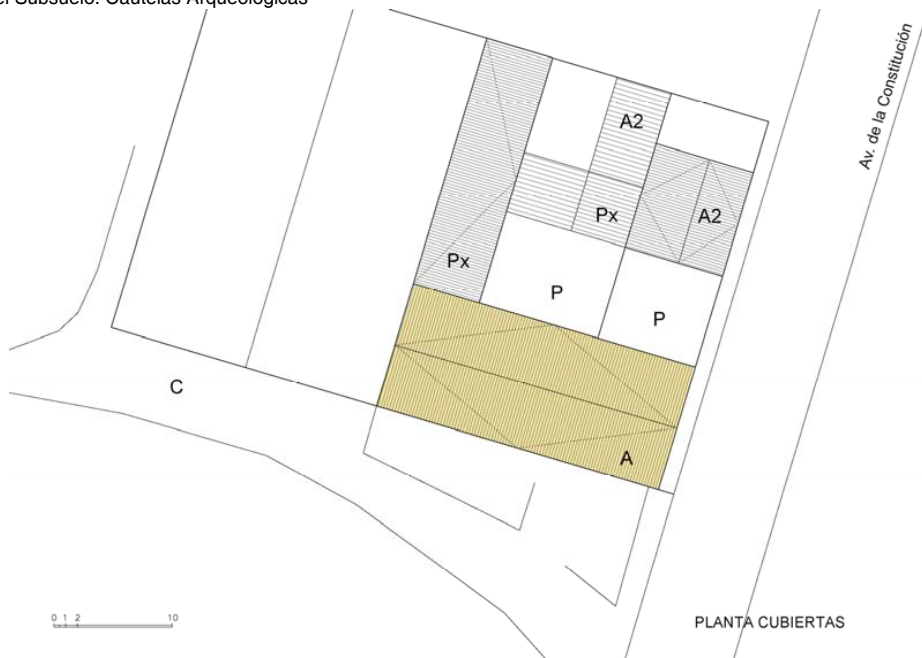 el Subsuelo. Cautelas Arqueológicas
Av. de la Constitución
A2
A2
Px
Px
P
P
C
A
0 1 2 10
PLANTA CUBIERTAS